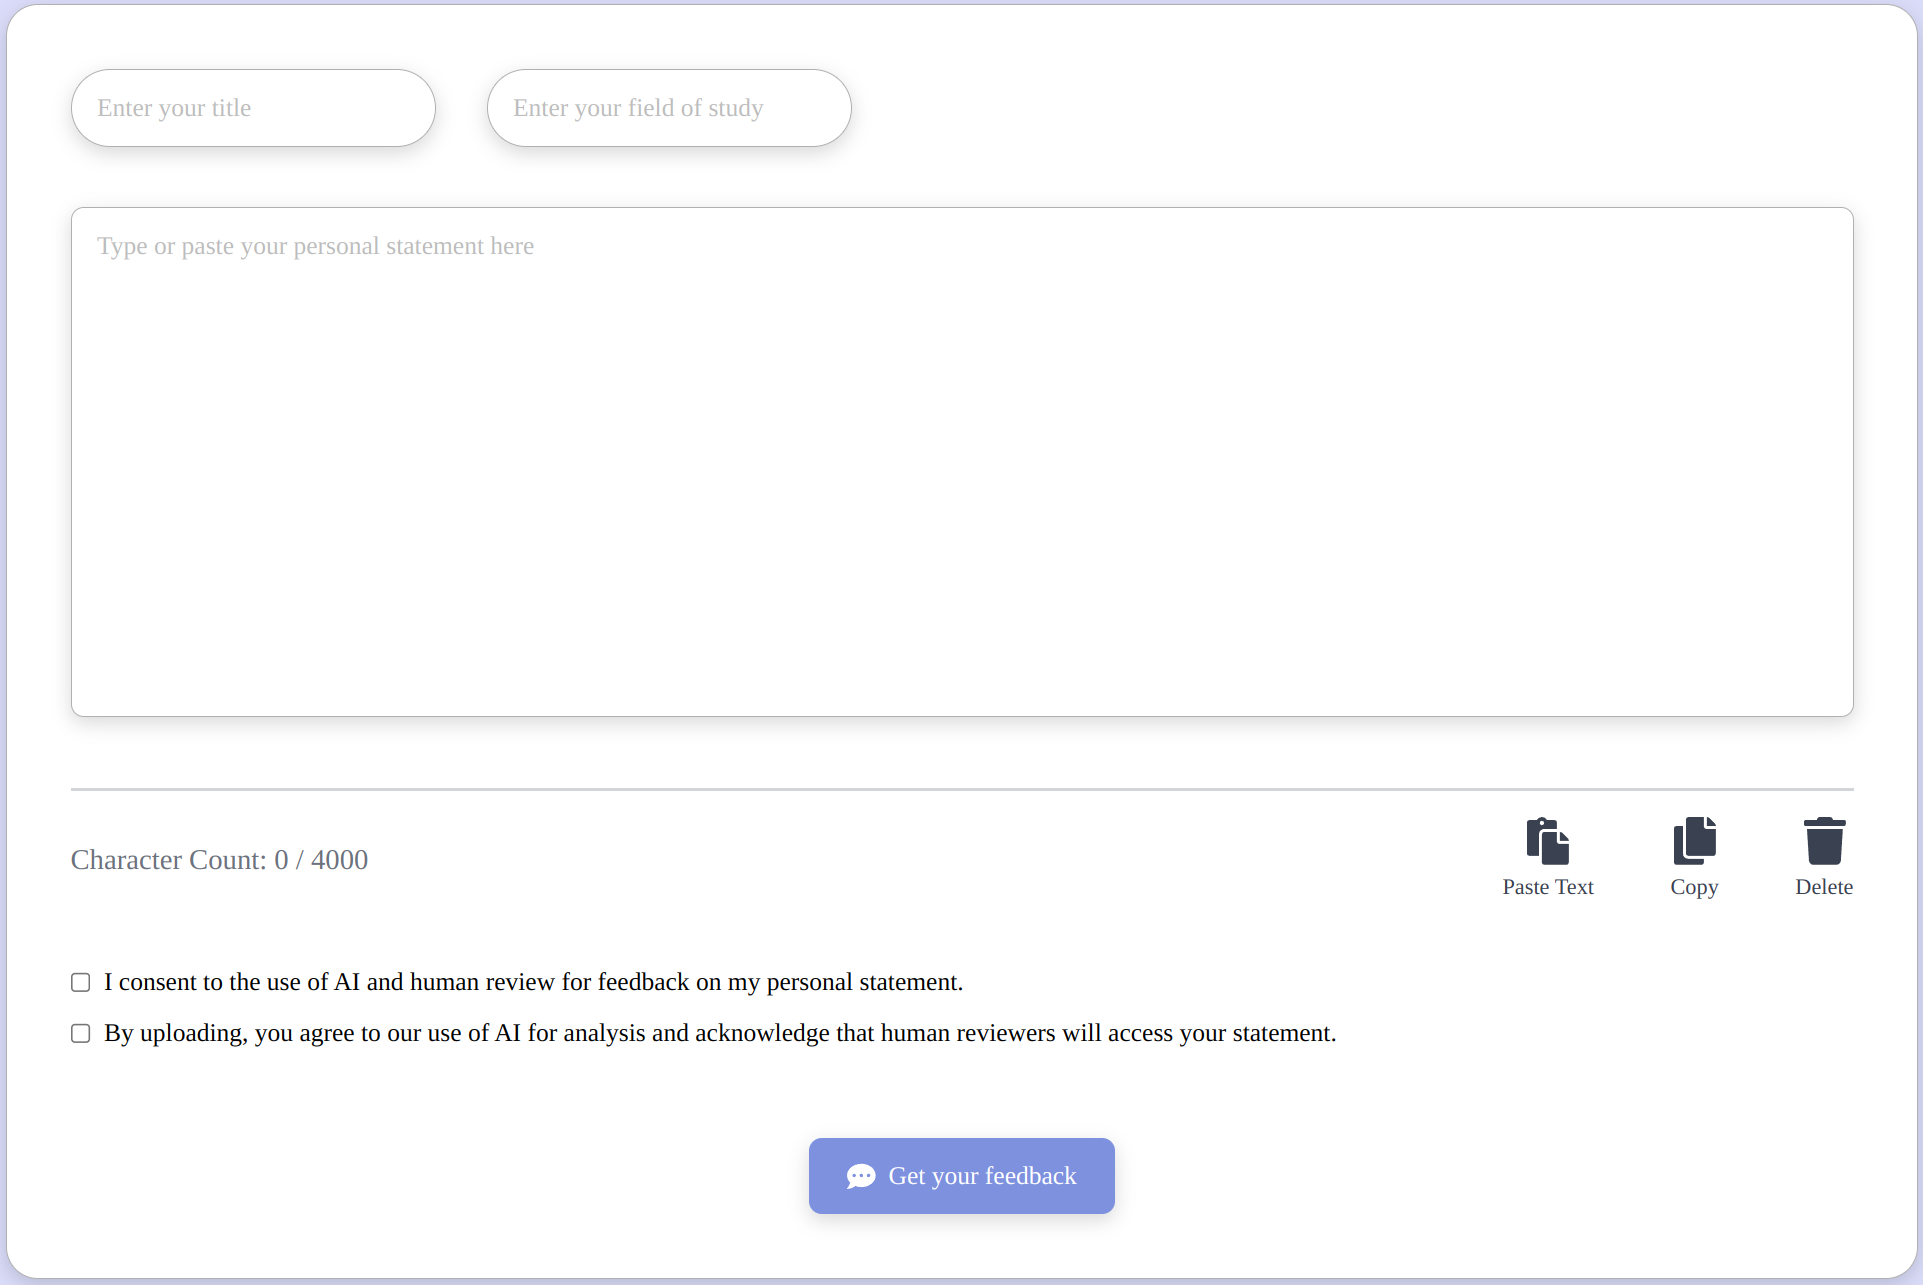 Enter your title
Enter your field of study
Type or paste your personal statement here
Character Count: 0 / 4000
Paste Text
Copy
Delete
I consent to the use of AI and human review for feedback on my personal statement.
By uploading, you agree to our use of AI for analysis and acknowledge that human reviewers will access your statement.
Get your feedback